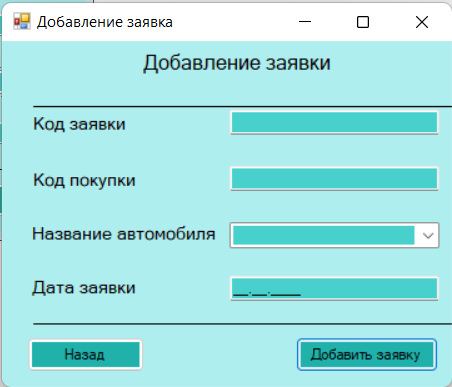 Добавление заявка
Добавление заявки
Код заявки
Код покупки
Название автомобиля
Дата заявки
__.__.____
Назад
Добавить заявку